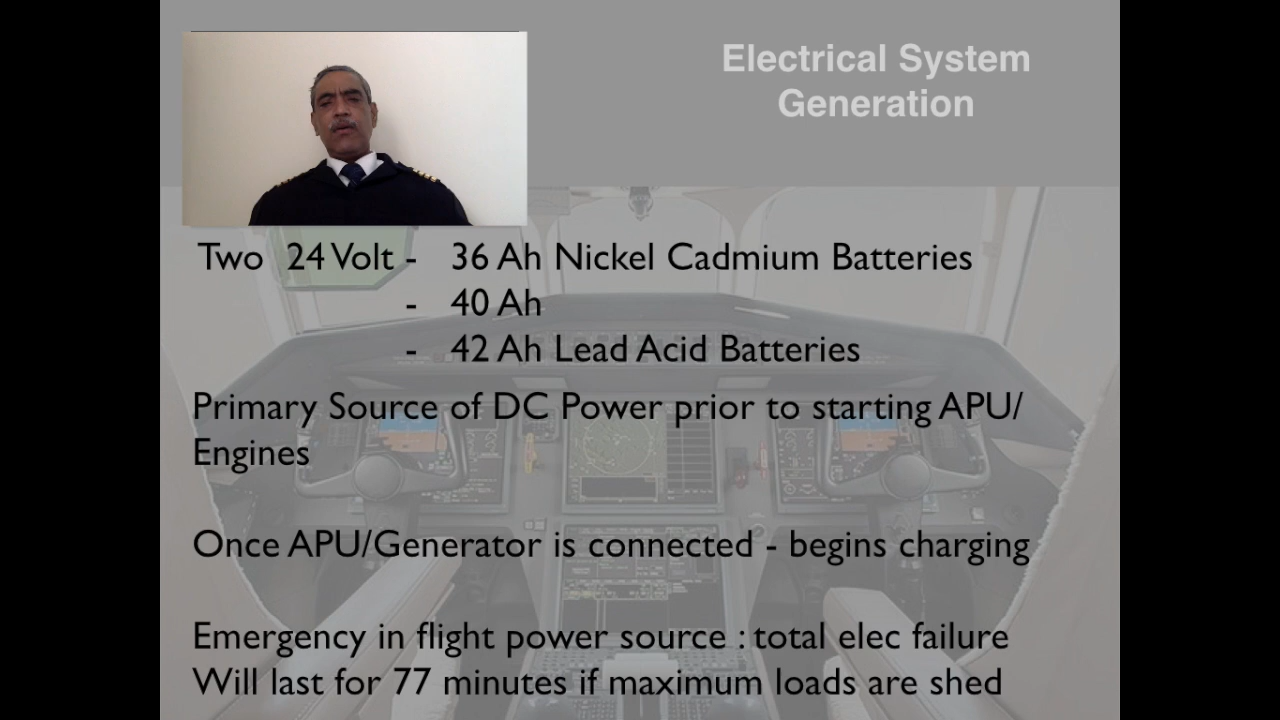 Electrical System
Generation
Two 24 Volt - 36 Ah Nickel Cadmium Batteries
- 40 Ah
- 42 Ah Lead Acid Batteries
Primary Source of DC Power prior to starting APU/
Engines
Once APU/Generator is connected - begins charging
Emergency in flight power source : total elec failure
Will last for 77 minutes if maximum loads are shed